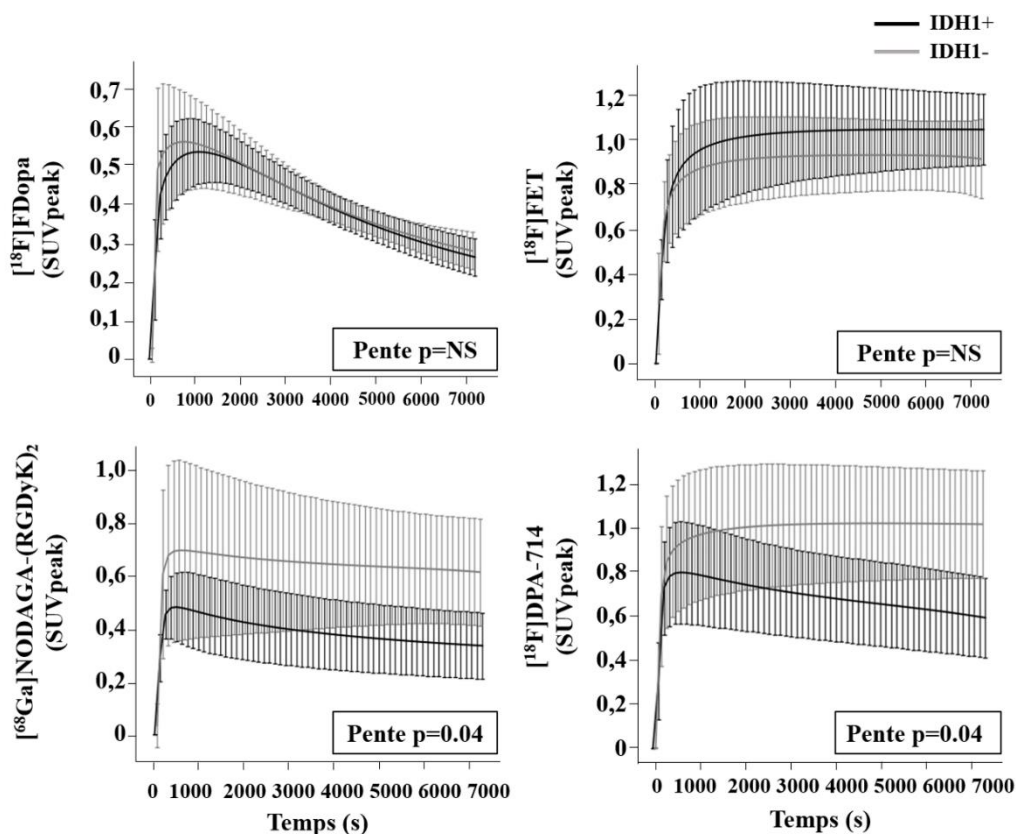 IDH1+
IDH1-
[¹⁸F]FDopa
(SUVpeak)
0,7
0,6
0,5
0,4
0,3
0,2
0,1
0
Pente p=NS
0 1000 2000 3000 4000 5000 6000 7000
[¹⁸F]FET
(SUVpeak)
1,2
1,0
0,8
0,6
0,4
0,2
0
Pente p=NS
0 1000 2000 3000 4000 5000 6000 7000
[⁶⁸Ga]NODAGA-(RGDyK)₂
(SUVpeak)
1,0
0,8
0,6
0,4
0,2
0
Pente p=0.04
0 1000 2000 3000 4000 5000 6000 7000
Temps (s)
[¹⁸F]DPA-714
(SUVpeak)
1,2
1,0
0,8
0,6
0,4
0,2
0
Pente p=0.04
0 1000 2000 3000 4000 5000 6000 7000
Temps (s)